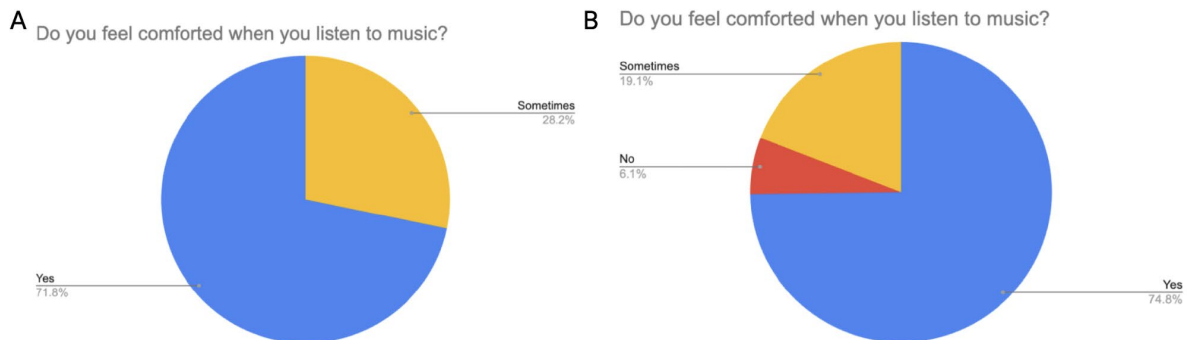 A
Do you feel comforted when you listen to music?
Sometimes
28.2%
Yes
71.8%
B
Do you feel comforted when you listen to music?
Sometimes
19.1%
No
6.1%
Yes
74.8%